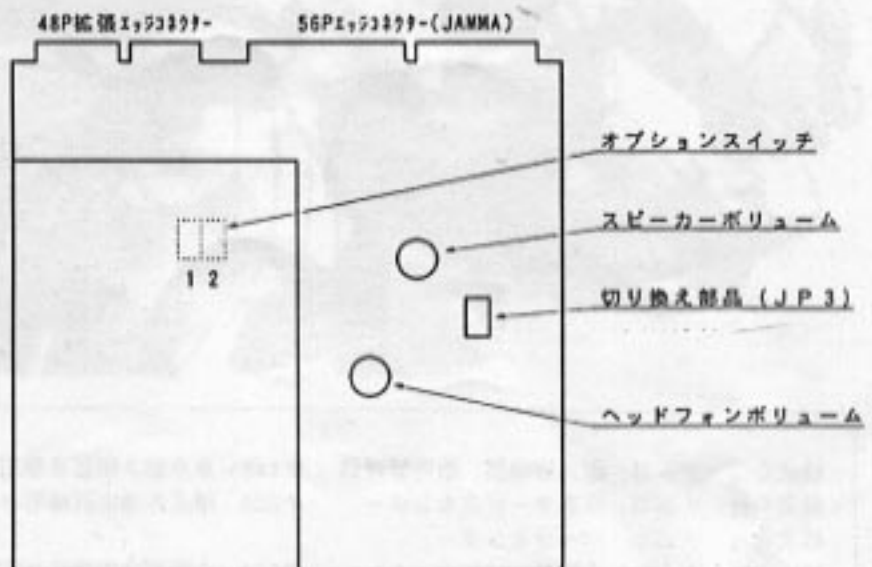 48P拡張エッジコネクター 56Pエッジコネクター(JAMMA)
オプションスイッチ
スピーカーボリューム
1 2
切り換え部品(JP3)
ヘッドフォンボリューム